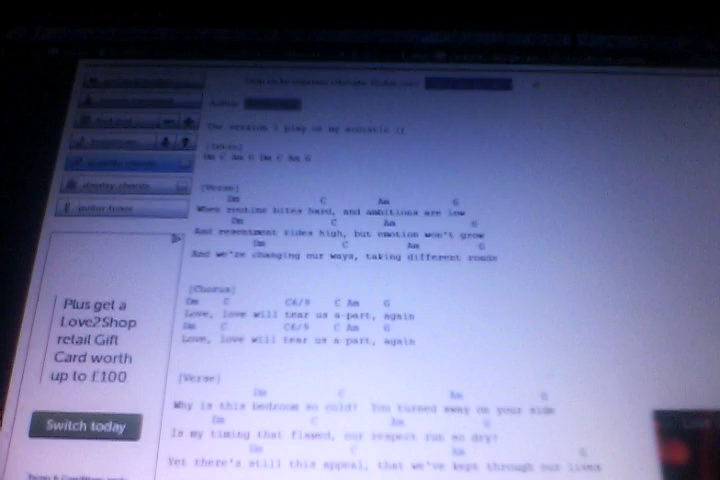 The version I play on my acoustic :)
[Intro]
Dm C Am G Dm C Am G
[Verse]
Dm C Am G
When routine bites hard, and ambitions are low
Dm C Am G
And resentment rides high, but emotion won't grow
Dm C Am G
And we're changing our ways, taking different roads
[Chorus]
Dm C C6/9 C Am G
Love, love will tear us a-part, again
Dm C C6/9 C Am G
Love, love will tear us a-part, again
[Verse]
Dm C Am G
Why is this bedroom so cold? You turned away on your side
Dm C Am G
Is my timing that flawed, our respect run so dry?
Dm C Am G
Yet there's still this appeal, that we've kept through our lives
display chords
guitar tuner
Plus get a
Love2Shop
retail Gift
Card worth
up to £100
Switch today